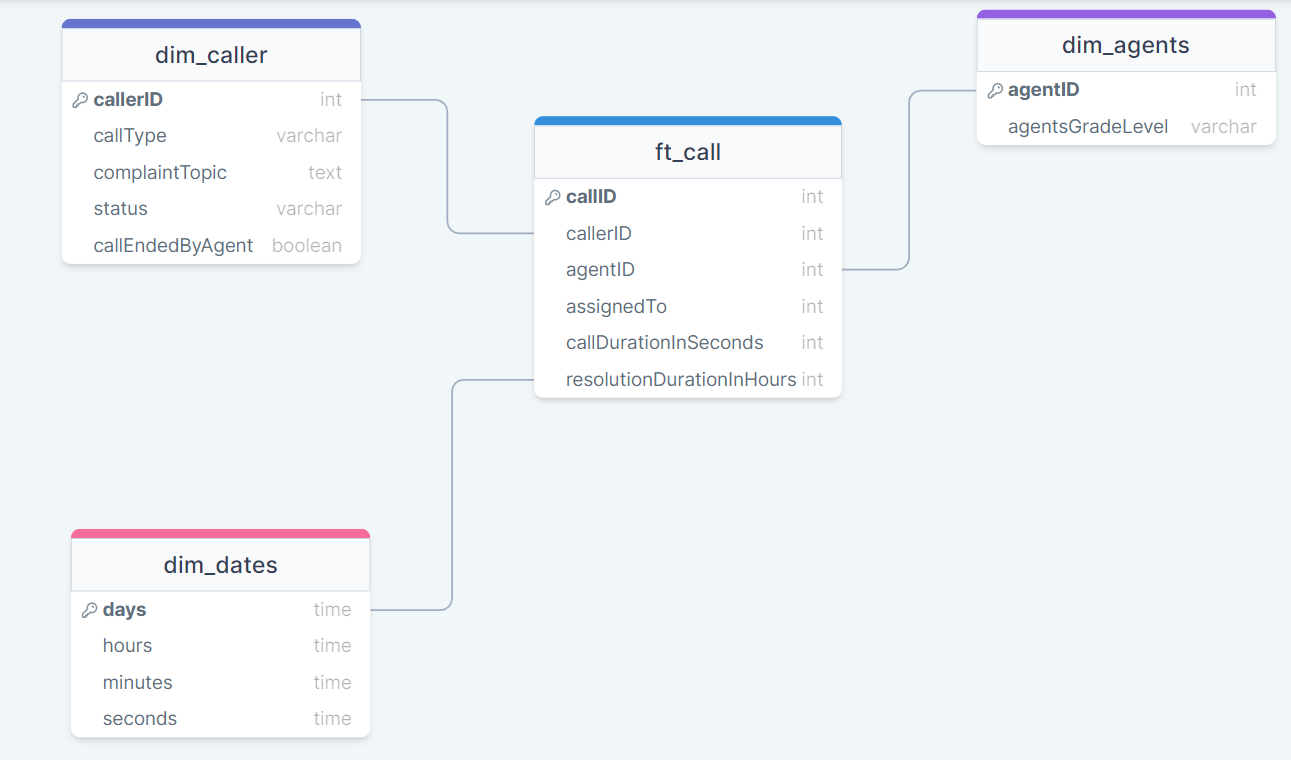 dim_caller
callerID int
callType varchar
complaintTopic text
status varchar
callEndedByAgent boolean
ft_call
callID int
callerID int
agentID int
assignedTo int
callDurationInSeconds int
resolutionDurationInHours int
dim_agents
agentID int
agentsGradeLevel varchar
dim_dates
days time
hours time
minutes time
seconds time